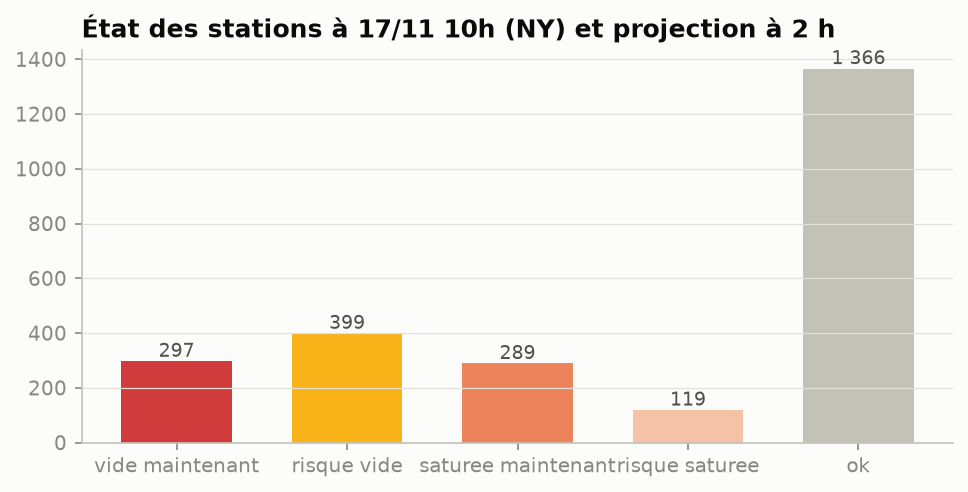 État des stations à 17/11 10h (NY) et projection à 2 h
1400
1200
1000
800
600
400
200
0
297
399
289
119
1 366
vide maintenant
risque vide
saturee maintenant
risque saturee
ok